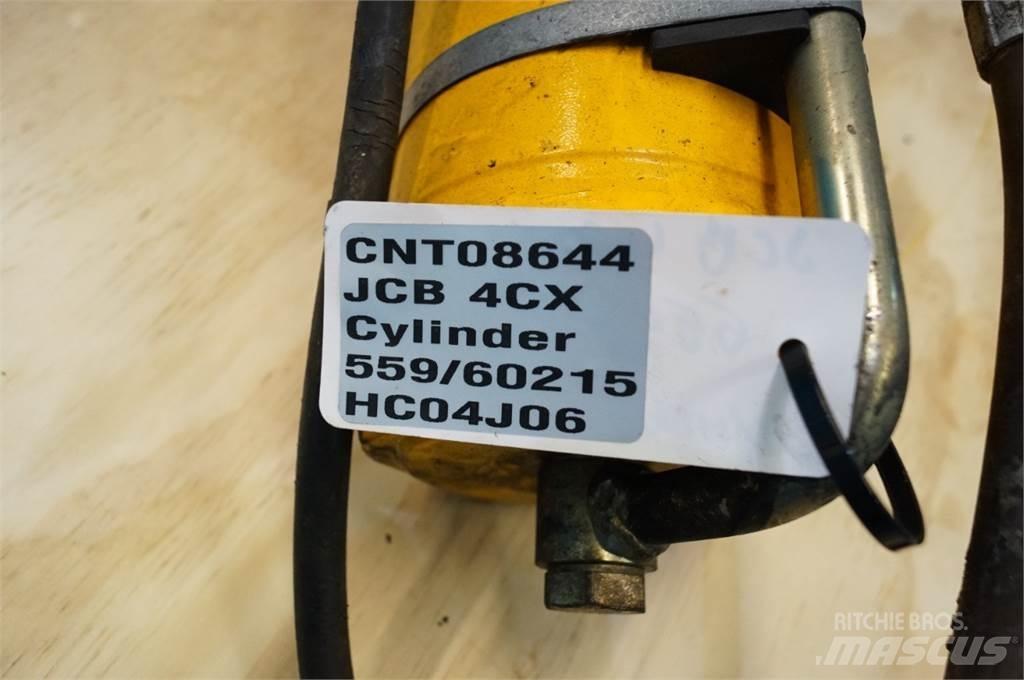 CNT08644
JCB 4CX
Cylinder
559/60215
HC04J06
RITCHIE BROS.
MASCUS